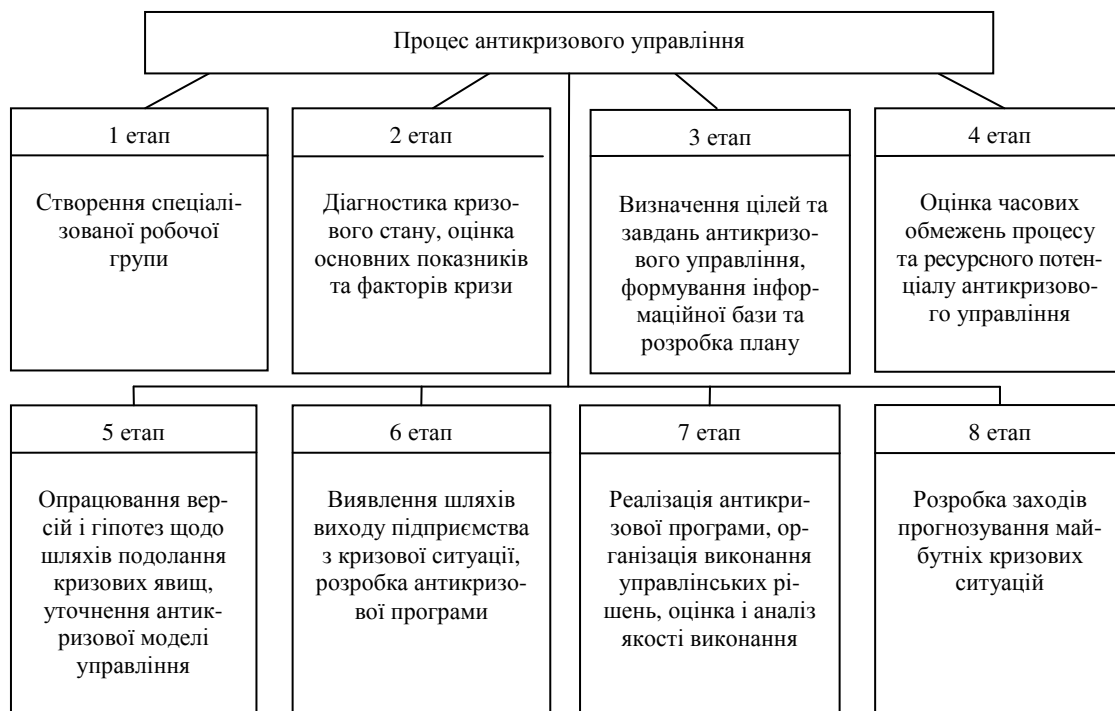 Процес антикризового управління
1 етап
Створення спеціалі-
зованої робочої
групи
2 етап
Діагностика кризо-
вого стану, оцінка
основних показників
та факторів кризи
3 етап
Визначення цілей та
завдань антикризо-
вого управління,
формування інфор-
маційної бази та
розробка плану
4 етап
Оцінка часових
обмежень процесу
та ресурсного потен-
ціалу антикризово-
го управління
5 етап
Опрацювання вер-
сій і гіпотез щодо
шляхів подолання
кризових явищ,
уточнення антик-
ризової моделі
управління
6 етап
Виявлення шляхів
виходу підприємства
з кризової ситуації,
розробка антикризо-
вої програми
7 етап
Реалізація антикри-
зової програми, ор-
ганізація виконання
управлінських рі-
шень, оцінка і аналіз
якості виконання
8 етап
Розробка заходів
прогнозування май-
бутніх кризових
ситуацій